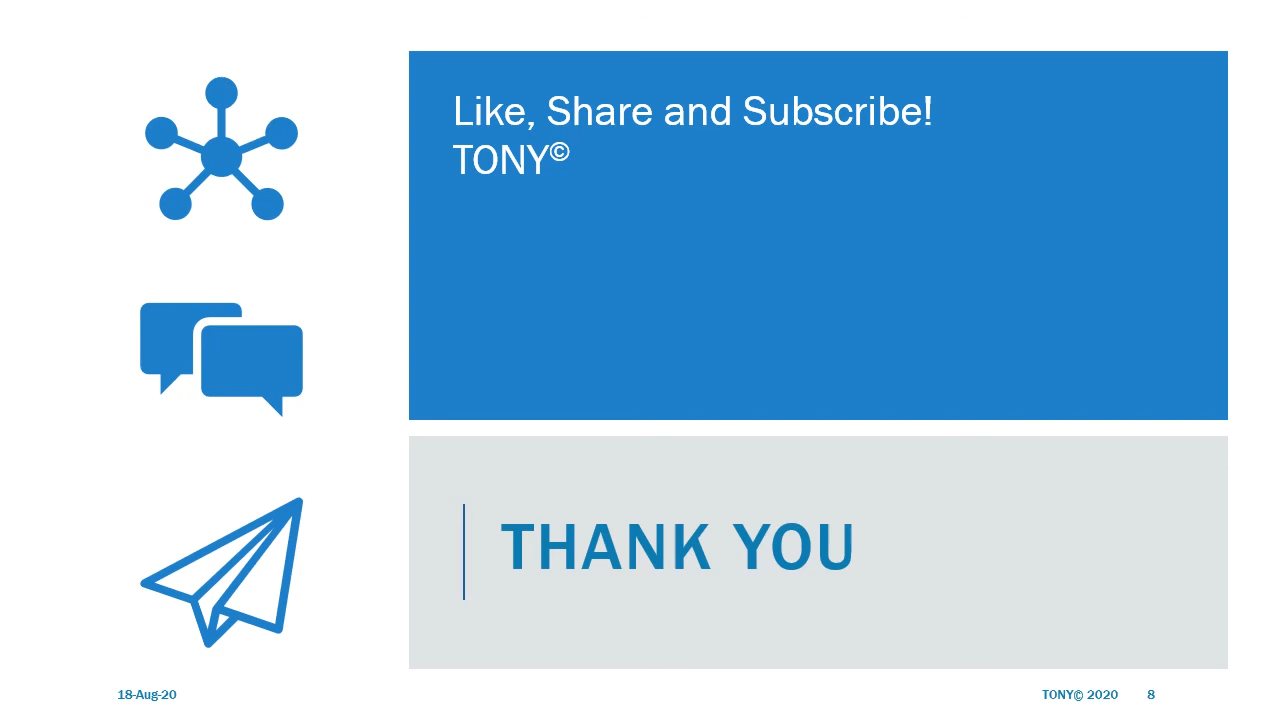 Like, Share and Subscribe!
TONY©
THANK YOU
18-Aug-20
TONY© 2020
8